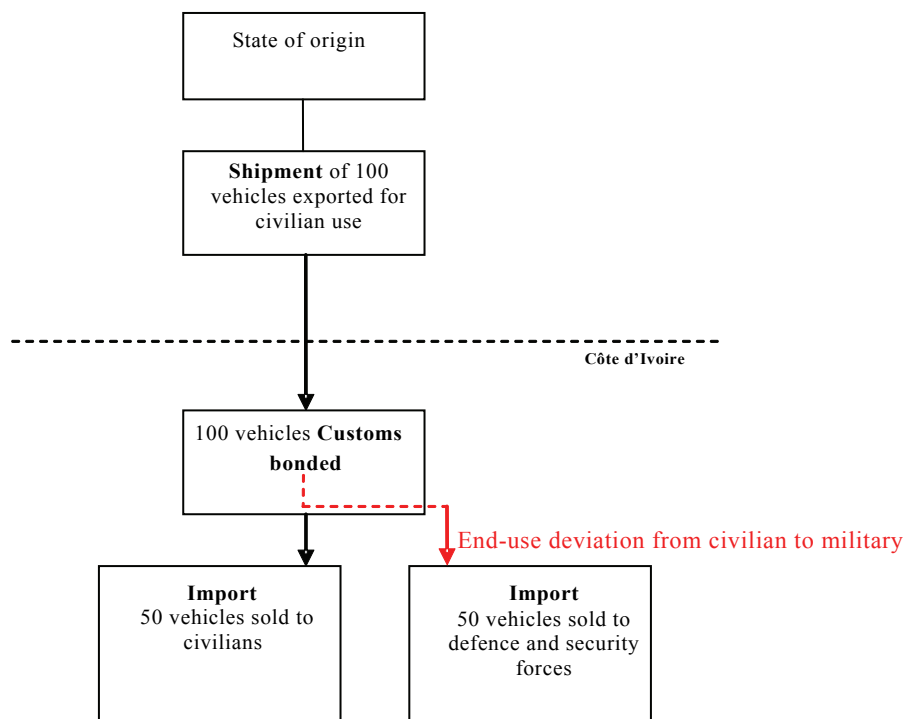 State of origin
Shipment of 100
vehicles exported for
civilian use
Côte d’Ivoire
100 vehicles Customs
bonded
End-use deviation from civilian to military
Import
50 vehicles sold to
civilians
Import
50 vehicles sold to
defence and security
forces